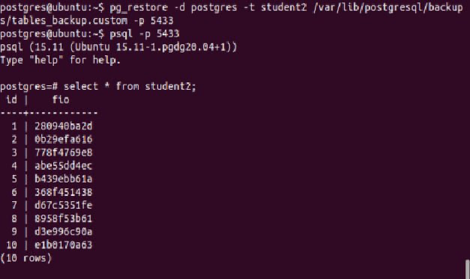 postgres@ubuntu:~$ pg_restore -d postgres -t student2 /var/lib/postgresql/backup
s/tables_backup.custom -p 5433
postgres@ubuntu:~$ psql -p 5433
psql (15.11 (Ubuntu 15.11-1.pgdg20.04+1))
Type "help" for help.
postgres=# select * from student2;
id | fio
----+------------
1 | 280940ba2d
2 | 0b29efa616
3 | 778f4769e8
4 | abe55dd4ec
5 | b439ebb61a
6 | 368f451438
7 | d67c5351fe
8 | 8958f53b61
9 | d3e996c90a
10 | e1b0170a63
(10 rows)